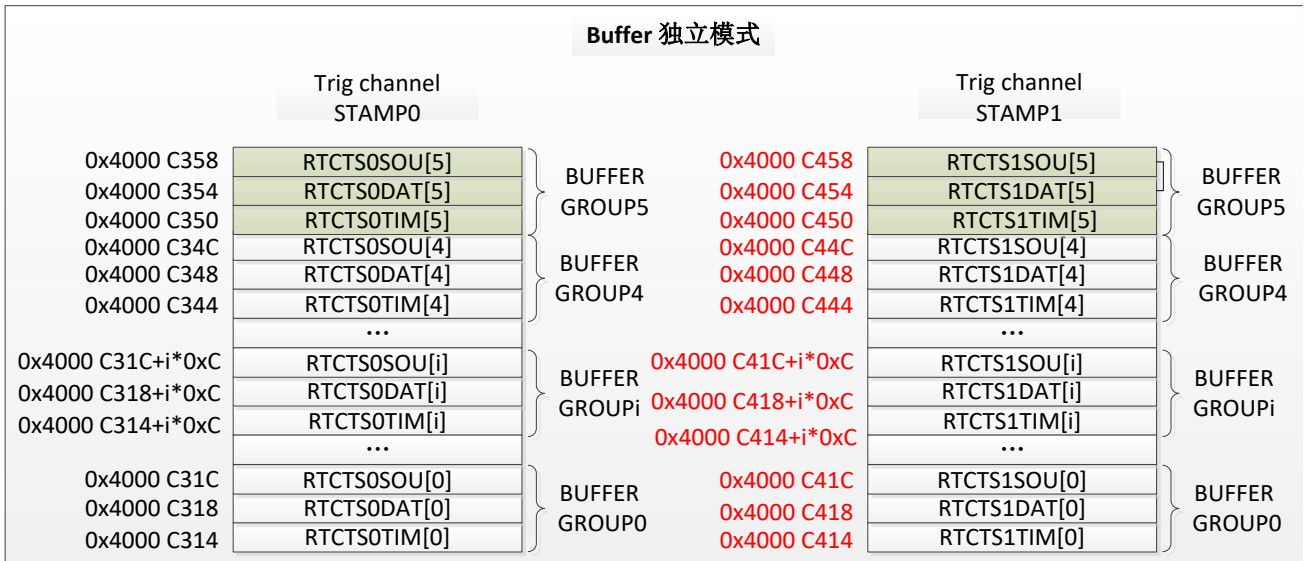 Buffer 独立模式
Trig channel
STAMP0
0x4000 C358 RTCTS0SOU[5]
0x4000 C354 RTCTS0DAT[5]
0x4000 C350 RTCTS0TIM[5]
BUFFER
GROUP5
0x4000 C34C RTCTS0SOU[4]
0x4000 C348 RTCTS0DAT[4]
0x4000 C344 RTCTS0TIM[4]
BUFFER
GROUP4
...
0x4000 C31C+i*0xC RTCTS0SOU[i]
0x4000 C318+i*0xC RTCTS0DAT[i]
0x4000 C314+i*0xC RTCTS0TIM[i]
BUFFER
GROUPi
...
0x4000 C31C RTCTS0SOU[0]
0x4000 C318 RTCTS0DAT[0]
0x4000 C314 RTCTS0TIM[0]
BUFFER
GROUP0
Trig channel
STAMP1
0x4000 C458 RTCTS1SOU[5]
0x4000 C454 RTCTS1DAT[5]
0x4000 C450 RTCTS1TIM[5]
BUFFER
GROUP5
0x4000 C44C RTCTS1SOU[4]
0x4000 C448 RTCTS1DAT[4]
0x4000 C444 RTCTS1TIM[4]
BUFFER
GROUP4
...
0x4000 C41C+i*0xC RTCTS1SOU[i]
0x4000 C418+i*0xC RTCTS1DAT[i]
0x4000 C414+i*0xC RTCTS1TIM[i]
BUFFER
GROUPi
...
0x4000 C41C RTCTS1SOU[0]
0x4000 C418 RTCTS1DAT[0]
0x4000 C414 RTCTS1TIM[0]
BUFFER
GROUP0